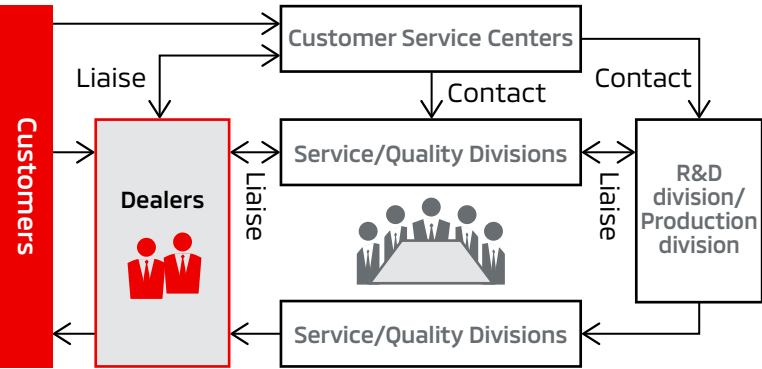 Customer Service Centers
Liaise
Contact
Contact
Customers
Dealers
Service/Quality Divisions
Liaise
Liaise
R&D
division/
Production
division
Service/Quality Divisions